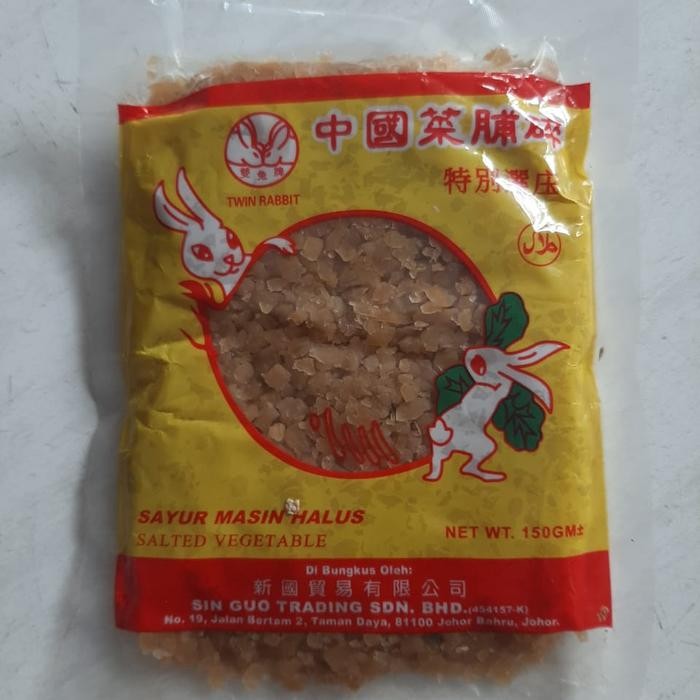 中國菜脯碎
雙兔牌
TWIN RABBIT
特別選庄
حلال
SAYUR MASIN HALUS
SALTED VEGETABLE
NET WT. 150GM±
Di Bungkus Oleh:
新國貿易有限公司
SIN GUO TRADING SDN. BHD.(454157-K)
No. 19, Jalan Bertam 2, Taman Daya, 81100 Johor Bahru, Johor.